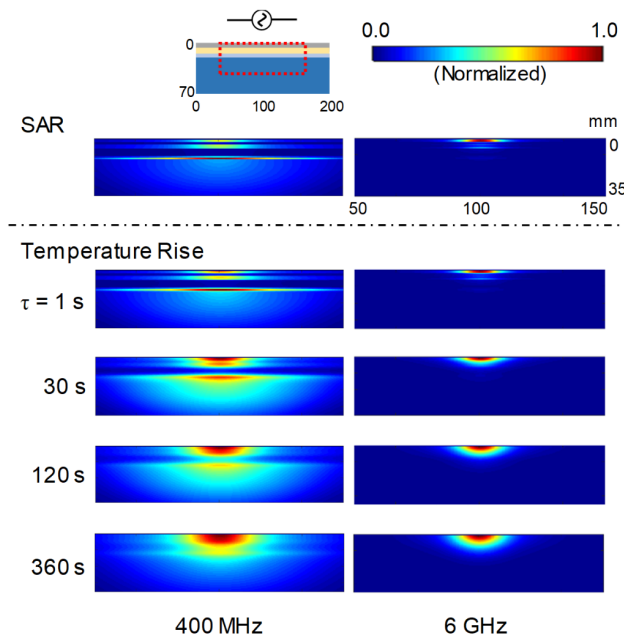 0.0 1.0
(Normalized)
0
70
0 100 200
SAR
mm
0
35
50 100 150
Temperature Rise
τ = 1 s
30 s
120 s
360 s
400 MHz 6 GHz